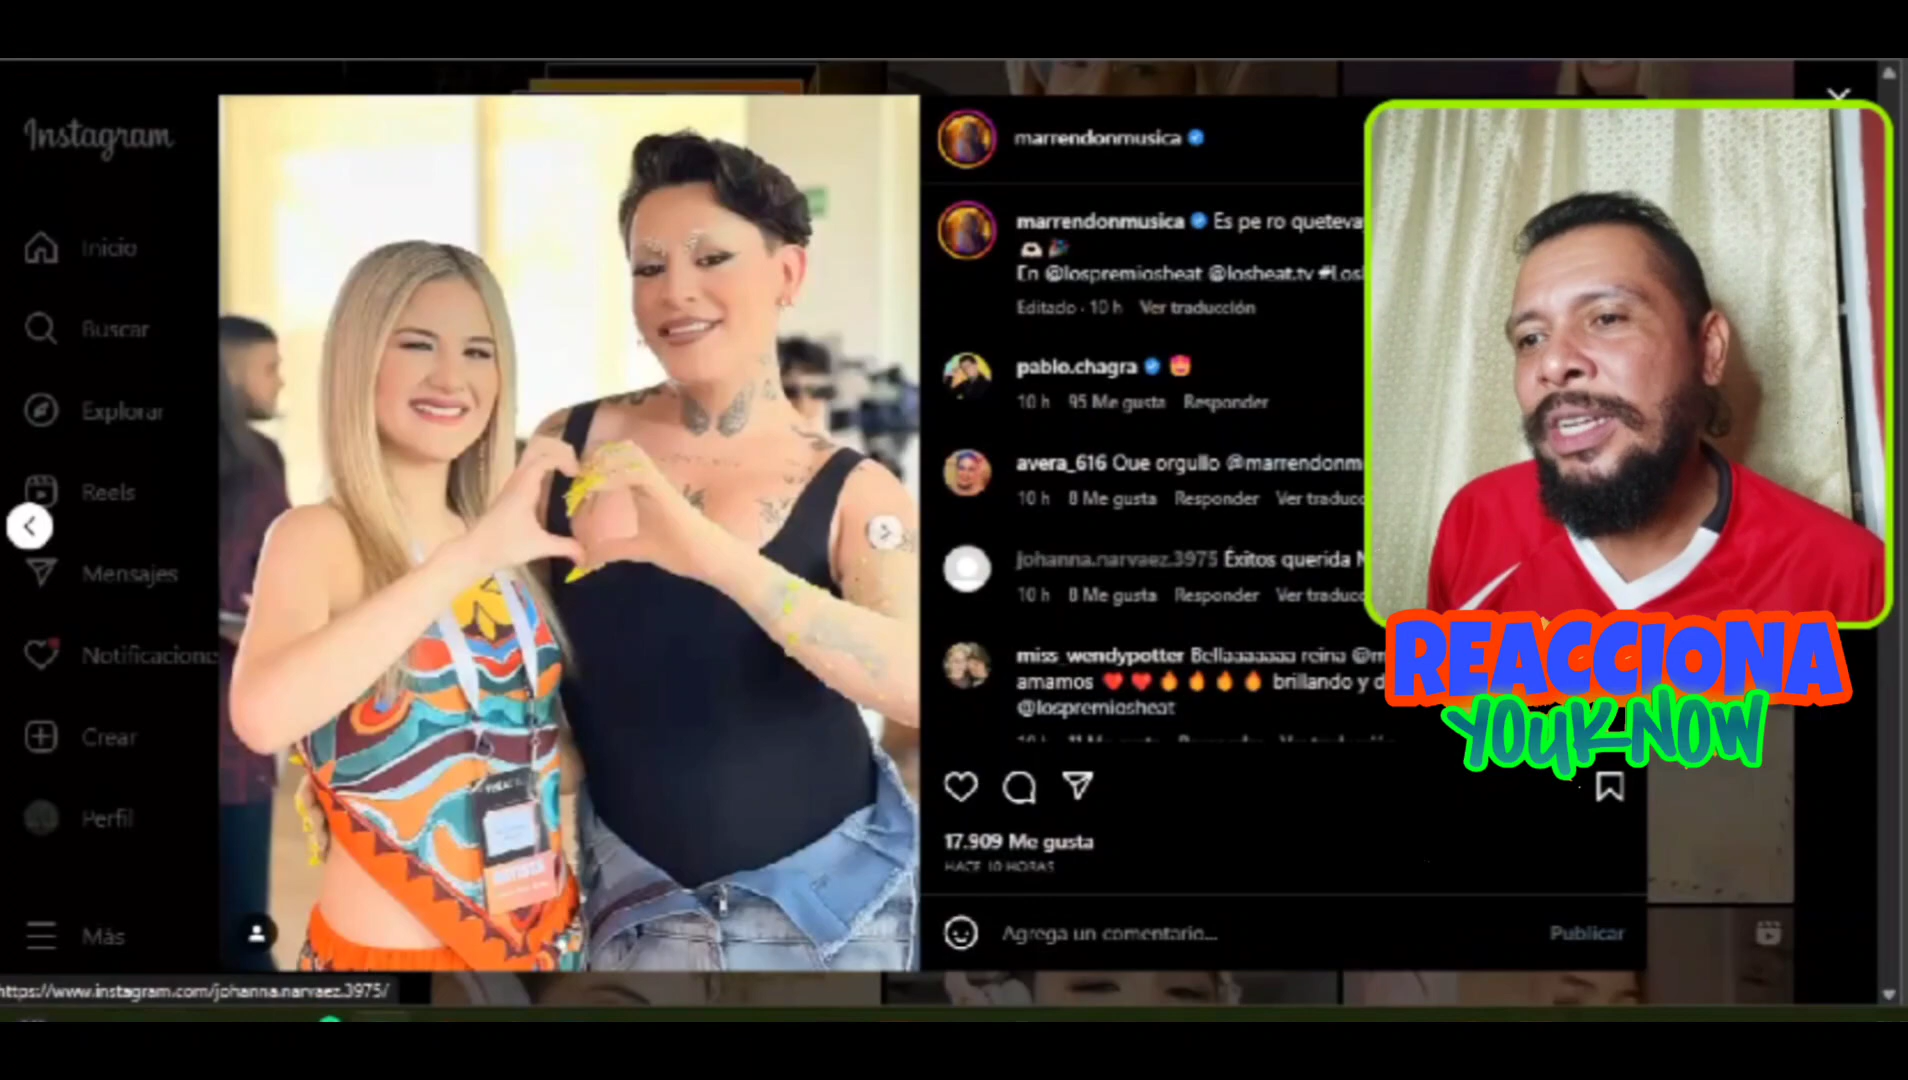 Instagram
Inicio
Buscar
Explorar
Reels
Mensajes
Notificacione
Crear
Perfil
Más
https://www.instagram.com/johanna.narvaez.3975/
marrendonmusica
marrendonmusica Es pe ro queteva
En @lospremiosheat @losheat.tv
Editado · 10 h Ver traducción
pablo.chagra
10 h 95 Me gusta Responder
avera_616 Que orgullo @marrendonm
10 h 8 Me gusta Responder Ver traducc
johanna.narvaez.3975 Éxitos querida
10 h 8 Me gusta Responder Ver traducc
miss_wendypotter Bellaaaaaaa reina
amamos brillando y d
@lospremiosheat
17.909 Me gusta
HACE 10 HORAS
Agrega un comentario... Publicar
REACCIONA
YOUK-NOW